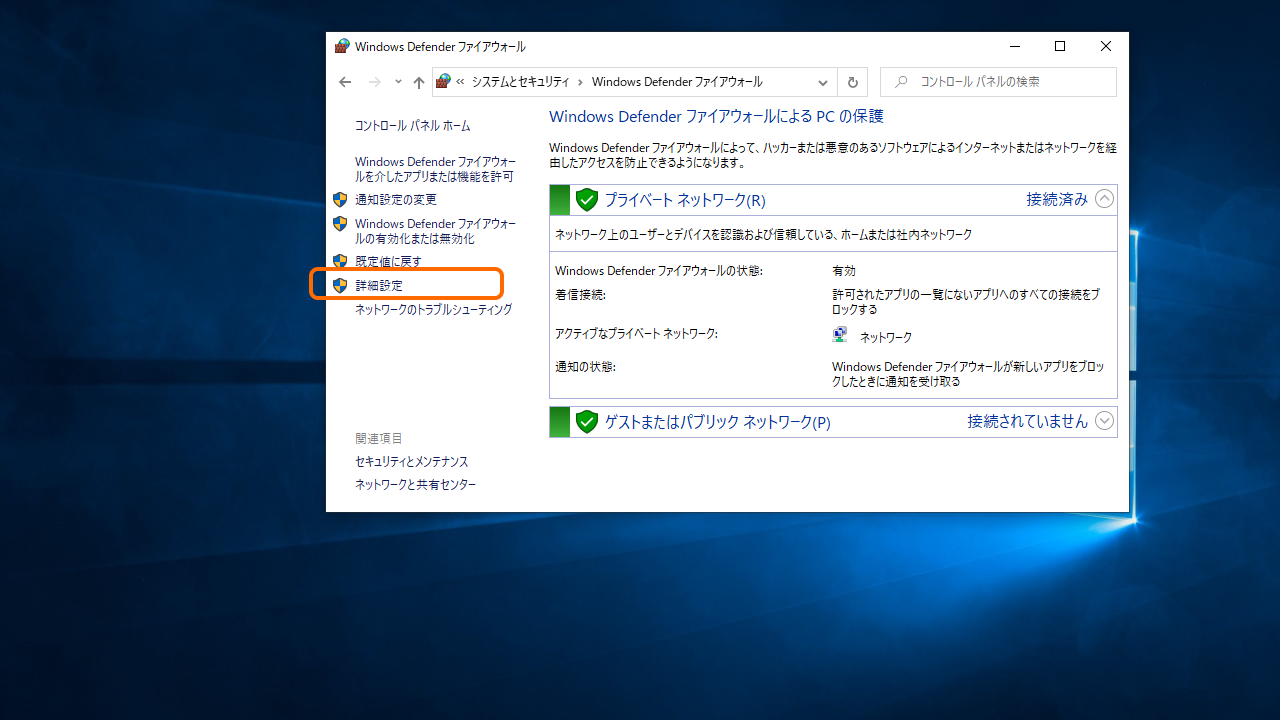 Windows Defender ファイアウォール
システムとセキュリティ
Windows Defender ファイアウォール
コントロール パネルの検索
コントロール パネル ホーム
Windows Defender ファイアウォー
ルを介したアプリまたは機能を許可
通知設定の変更
Windows Defender ファイアウォー
ルの有効化または無効化
既定値に戻す
詳細設定
ネットワークのトラブルシューティング
関連項目
セキュリティとメンテナンス
ネットワークと共有センター
Windows Defender ファイアウォールによる PC の保護
Windows Defender ファイアウォールによって、ハッカーまたは悪意のあるソフトウェアによるインターネットまたはネットワークを経
由したアクセスを防止できるようになります。
プライベート ネットワーク(R)
接続済み
ネットワーク上のユーザーとデバイスを認識および信頼している、ホームまたは社内ネットワーク
Windows Defender ファイアウォールの状態:
有効
着信接続:
許可されたアプリの一覧にないアプリへのすべての接続をブ
ロックする
アクティブなプライベート ネットワーク:
ネットワーク
通知の状態:
Windows Defender ファイアウォールが新しいアプリをブロッ
クしたときに通知を受け取る
ゲストまたはパブリック ネットワーク(P)
接続されていません